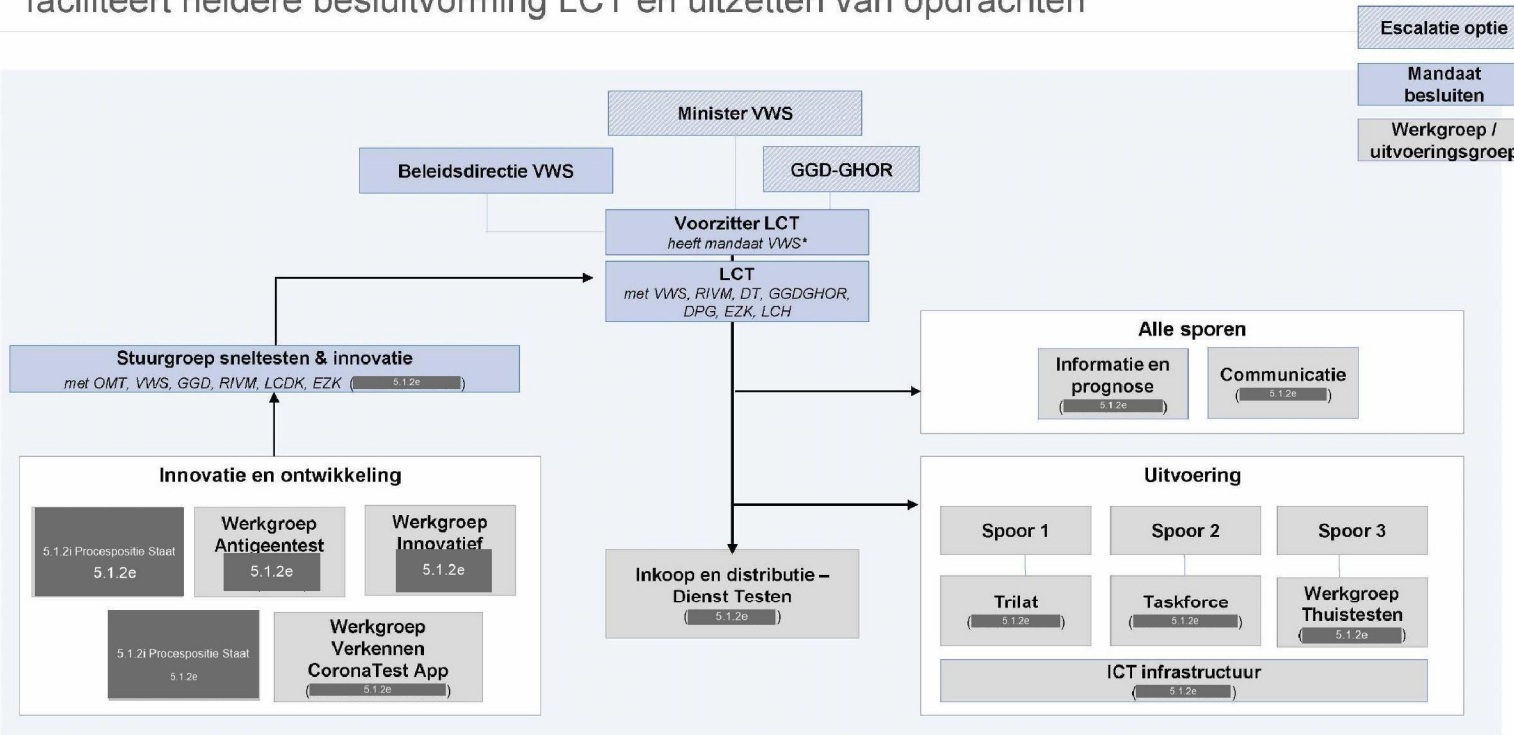 faciliteert heldere besluitvorming LCT en uitzetten van opdrachten
Escalatie optie
Mandaat
besluiten
Werkgroep /
uitvoeringsgroep
Minister VWS
Beleidsdirectie VWS
GGD-GHOR
Voorzitter LCT
heeft mandaat VWS*
LCT
met VWS, RIVM, DT, GGDGHOR,
DPG, EZK, LCH
Stuurgroep sneltesten & innovatie
met OMT, VWS, GGD, RIVM, LCDK, EZK ( 5.1.2e )
Alle sporen
Informatie en
prognose
( 5.1.2e )
Communicatie
( 5.1.2e )
Innovatie en ontwikkeling
5.1.2i Procespositie Staat
5.1.2e
Werkgroep
Antigeentest
5.1.2e
Werkgroep
Innovatief
5.1.2e
5.1.2i Procespositie Staat
5.1.2e
Werkgroep
Verkennen
CoronaTest App
( 5.1.2e )
Inkoop en distributie –
Dienst Testen
( 5.1.2e )
Uitvoering
Spoor 1
Spoor 2
Spoor 3
Trilat
( 5.1.2e )
Taskforce
( 5.1.2e )
Werkgroep
Thuistesten
( 5.1.2e )
ICT infrastructuur
( 5.1.2e )